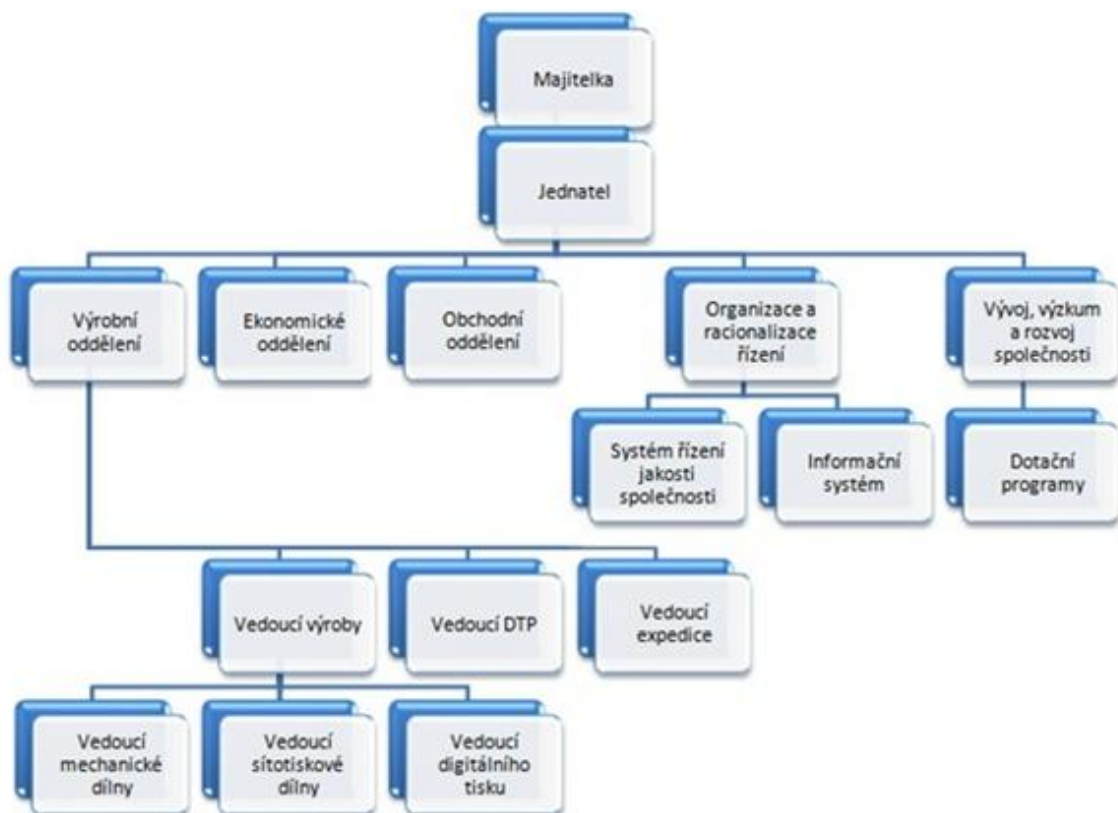 Majitelka
Jednatel
Výrobní
oddělení
Ekonomické
oddělení
Obchodní
oddělení
Organizace a
racionalizace
řízení
Vývoj, výzkum
a rozvoj
společnosti
Systém řízení
jakosti
společnosti
Informační
systém
Dotační
programy
Vedoucí výroby
Vedoucí DTP
Vedoucí
expedice
Vedoucí
mechanické
dílny
Vedoucí
sítotiskové
dílny
Vedoucí
digitálního
tisku